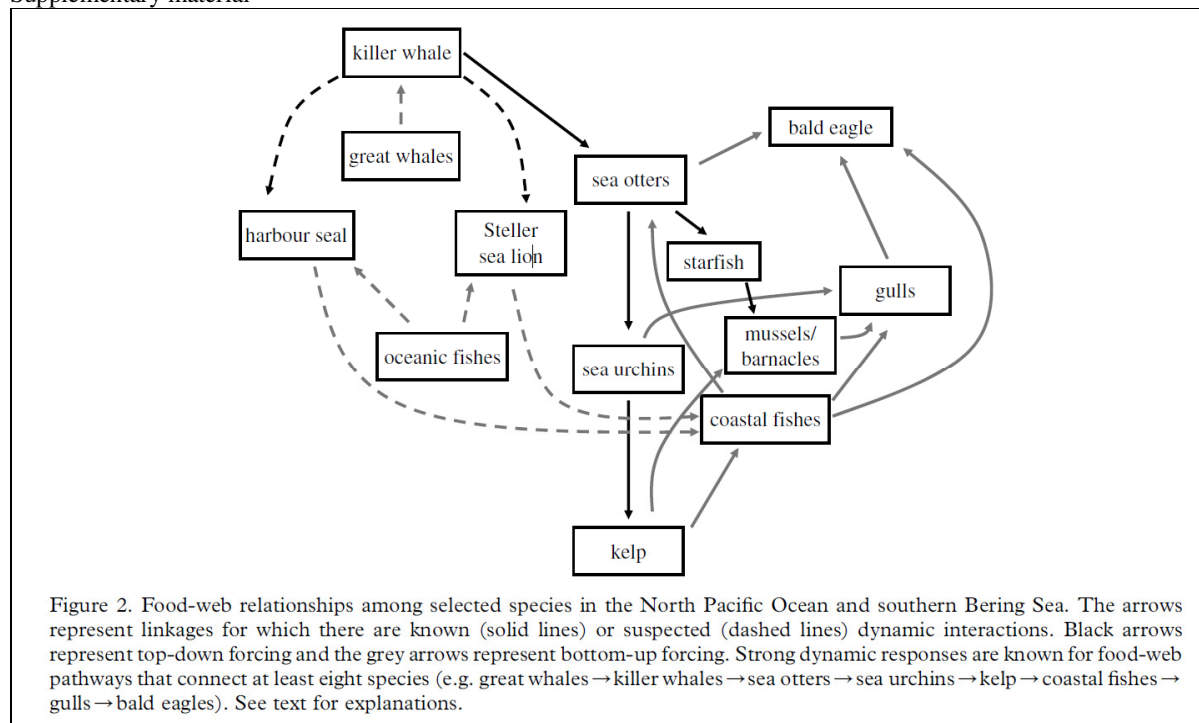 Supplementary material
killer whale
great whales
bald eagle
sea otters
harbour seal
Steller
sea lion
starfish
gulls
oceanic fishes
sea urchins
mussels/
barnacles
coastal fishes
kelp
Figure 2. Food-web relationships among selected species in the North Pacific Ocean and southern Bering Sea. The arrows
represent linkages for which there are known (solid lines) or suspected (dashed lines) dynamic interactions. Black arrows
represent top-down forcing and the grey arrows represent bottom-up forcing. Strong dynamic responses are known for food-web
pathways that connect at least eight species (e.g. great whales→killer whales→sea otters→sea urchins→kelp→coastal fishes→
gulls→bald eagles). See text for explanations.